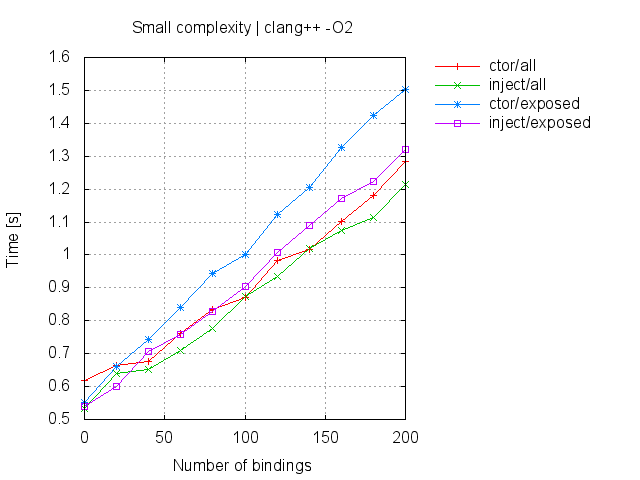 Small complexity | clang++ -O2
1.6
1.5
1.4
1.3
1.2
1.1
1
0.9
0.8
0.7
0.6
0.5
Time [s]
0 50 100 150 200
Number of bindings
ctor/all
inject/all
ctor/exposed
inject/exposed